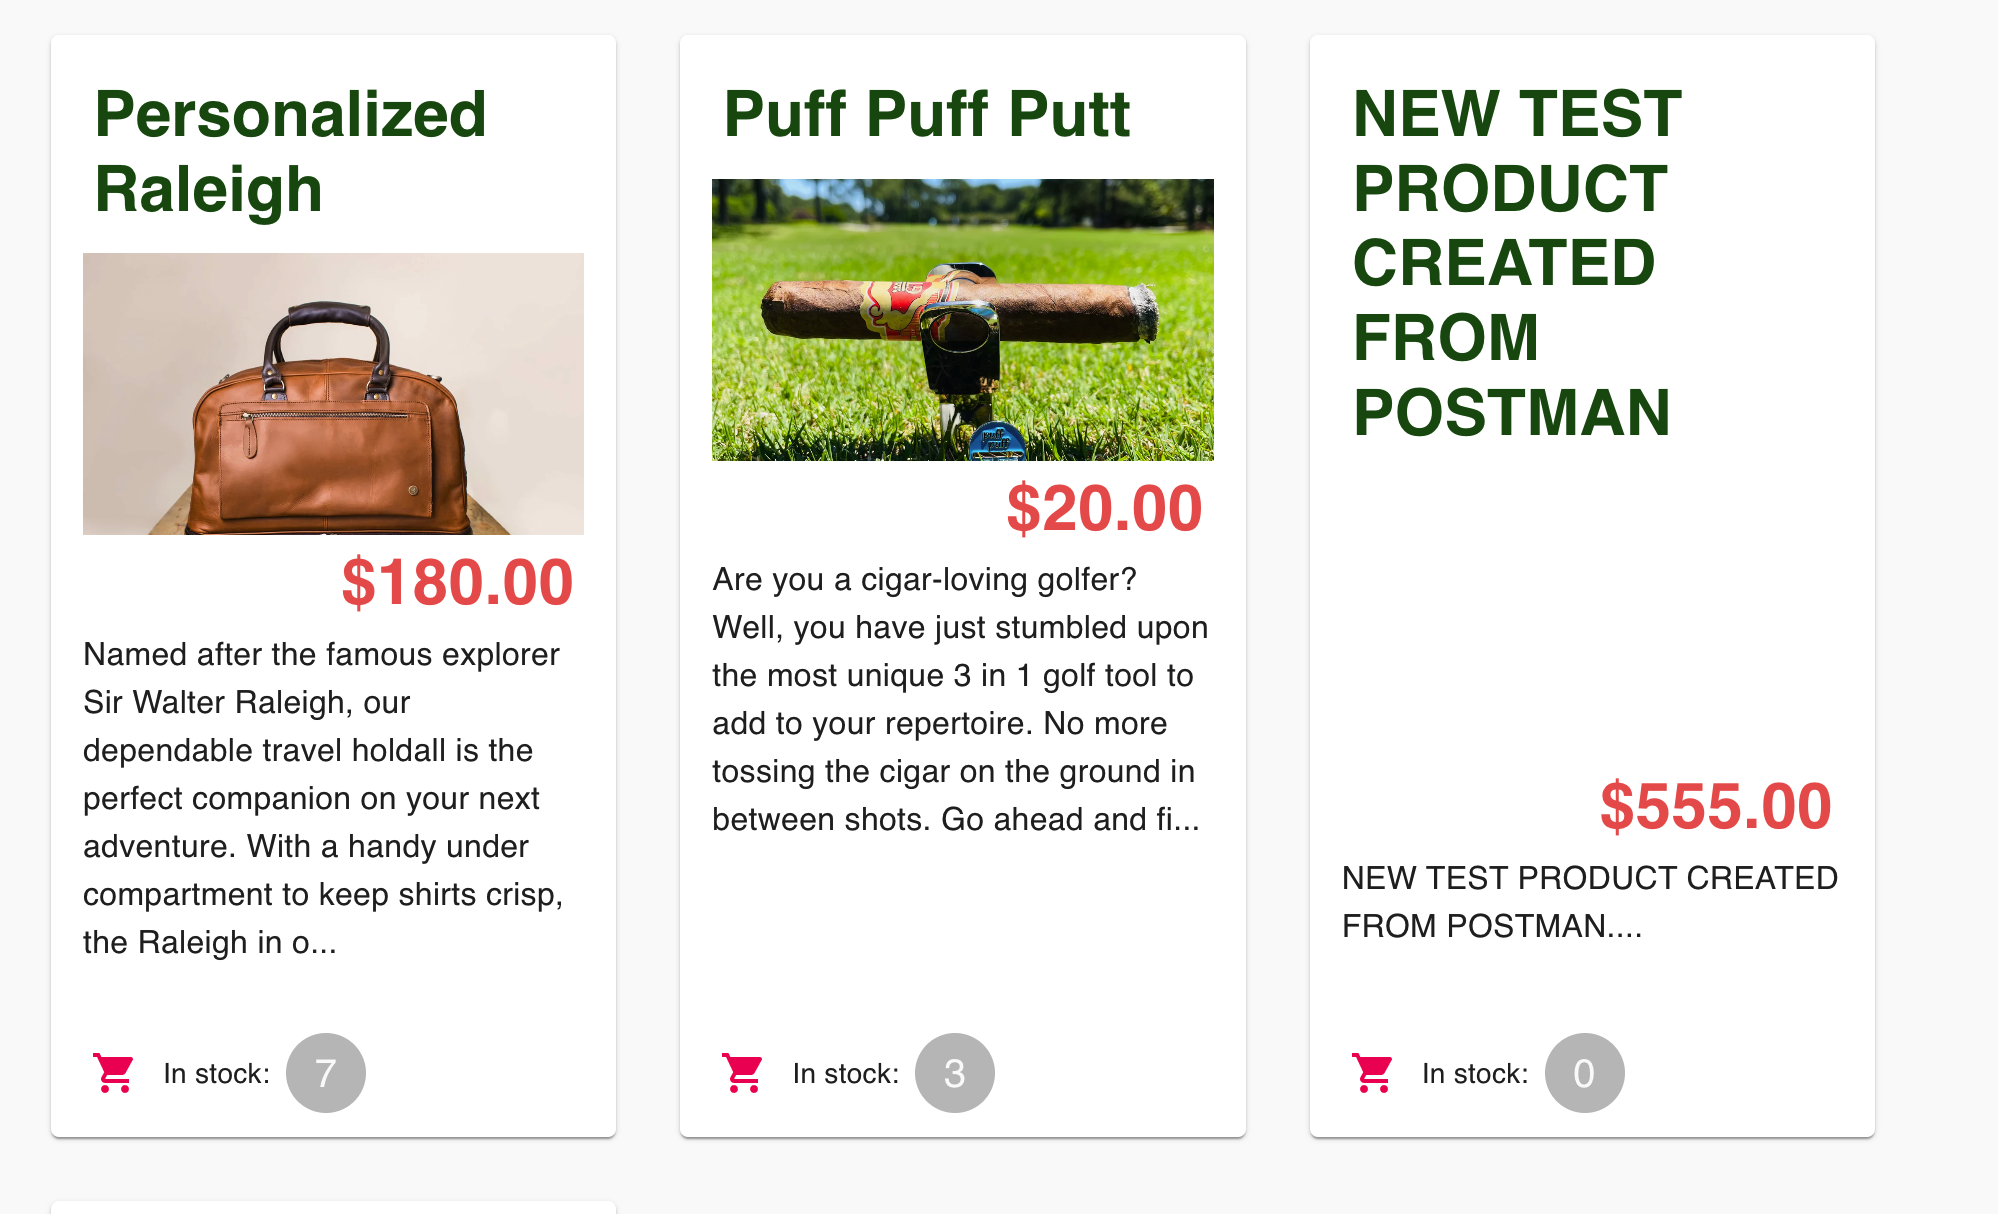 Personalized
Raleigh
$180.00
Named after the famous explorer
Sir Walter Raleigh, our
dependable travel holdall is the
perfect companion on your next
adventure. With a handy under
compartment to keep shirts crisp,
the Raleigh in o...
In stock: 7
Puff Puff Putt
puff
puff
$20.00
Are you a cigar-loving golfer?
Well, you have just stumbled upon
the most unique 3 in 1 golf tool to
add to your repertoire. No more
tossing the cigar on the ground in
between shots. Go ahead and fi...
In stock: 3
NEW TEST
PRODUCT
CREATED
FROM
POSTMAN
$555.00
NEW TEST PRODUCT CREATED
FROM POSTMAN....
In stock: 0